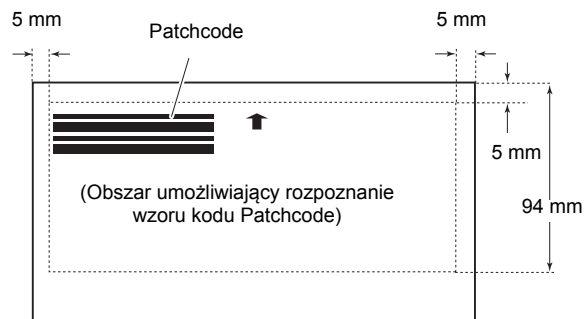 5 mm
Patchcode
5 mm
5 mm
(Obszar umożliwiający rozpoznanie
wzoru kodu Patchcode)
94 mm